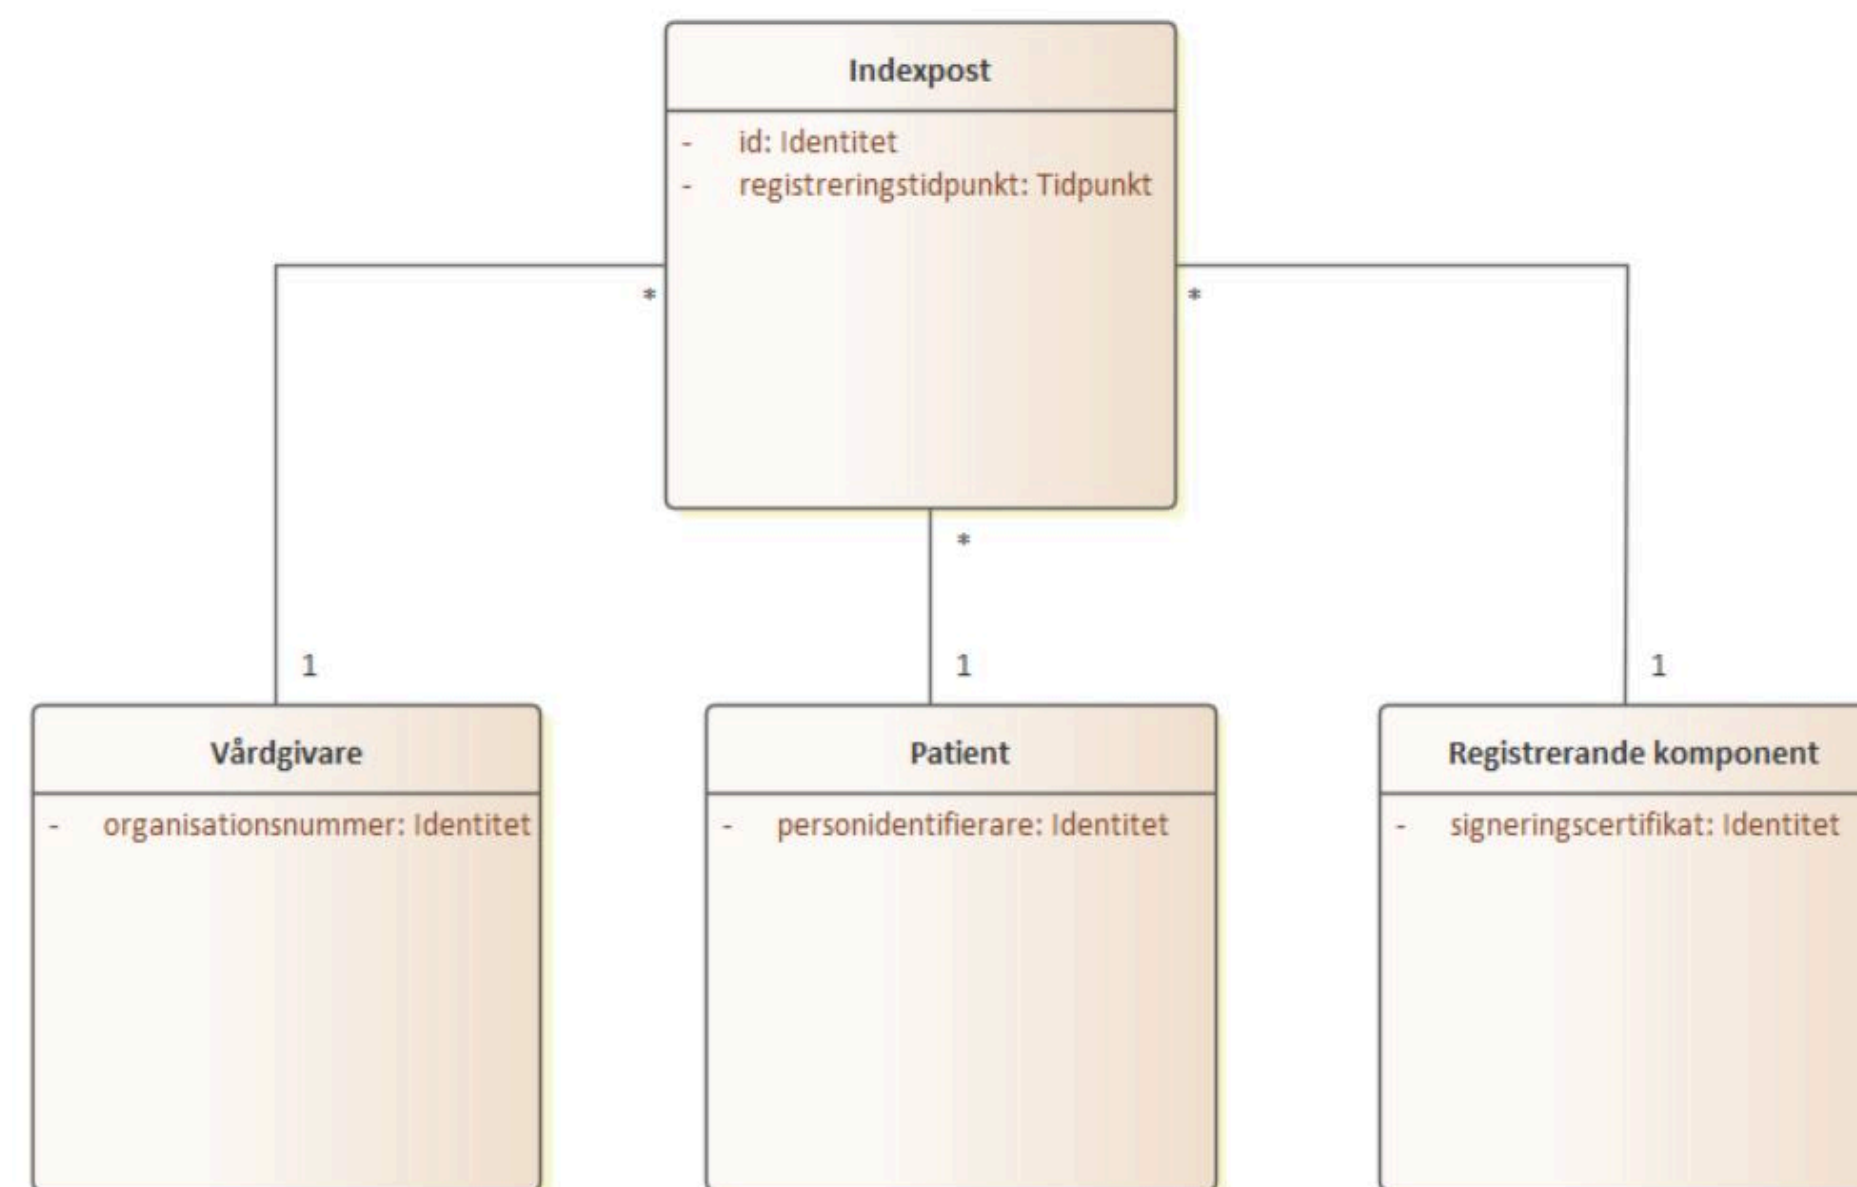 Indexpost
- id: Identitet
- registreringstidpunkt: Tidpunkt
* *
*
1 1 1
Vårdgivare
- organisationsnummer: Identitet
Patient
- personidentifierare: Identitet
Registrerande komponent
- signeringscertifikat: Identitet